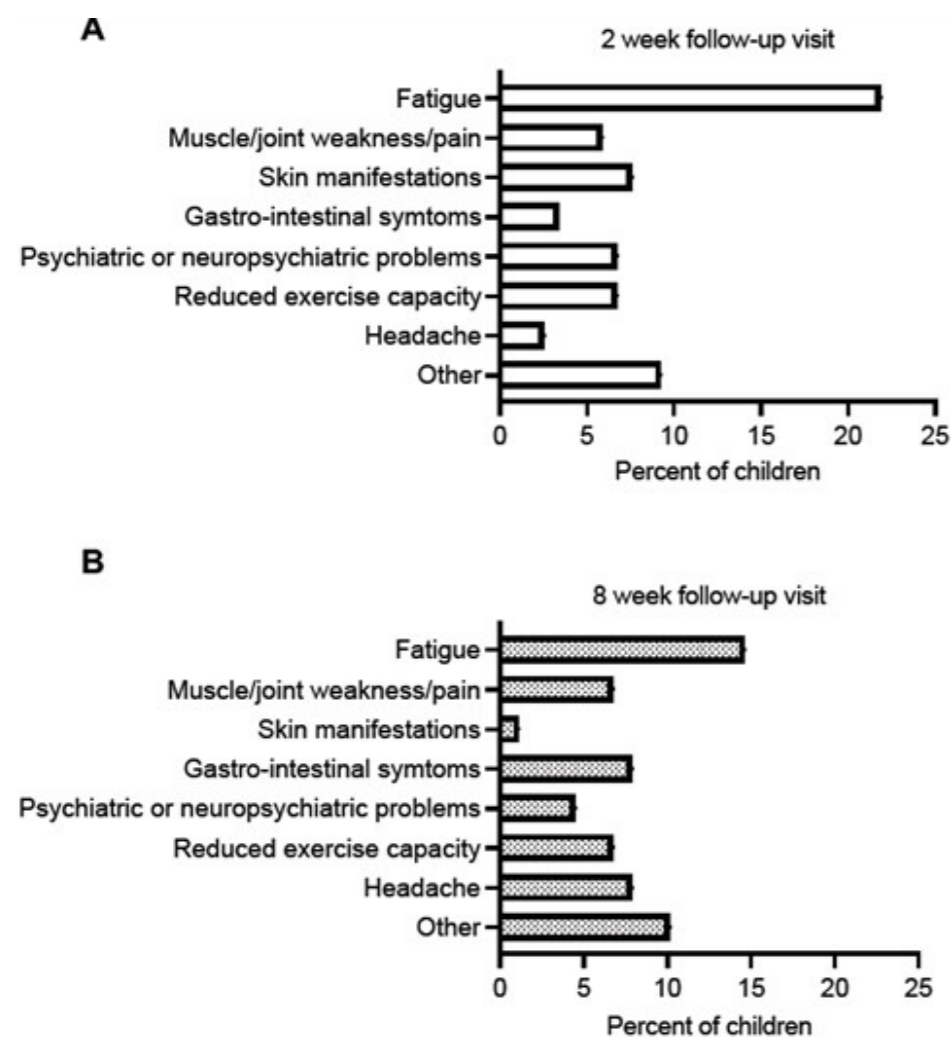 A
2 week follow-up visit
Fatigue
Muscle/joint weakness/pain
Skin manifestations
Gastro-intestinal symtoms
Psychiatric or neuropsychiatric problems
Reduced exercise capacity
Headache
Other
0 5 10 15 20 25
Percent of children
B
8 week follow-up visit
Fatigue
Muscle/joint weakness/pain
Skin manifestations
Gastro-intestinal symtoms
Psychiatric or neuropsychiatric problems
Reduced exercise capacity
Headache
Other
0 5 10 15 20 25
Percent of children